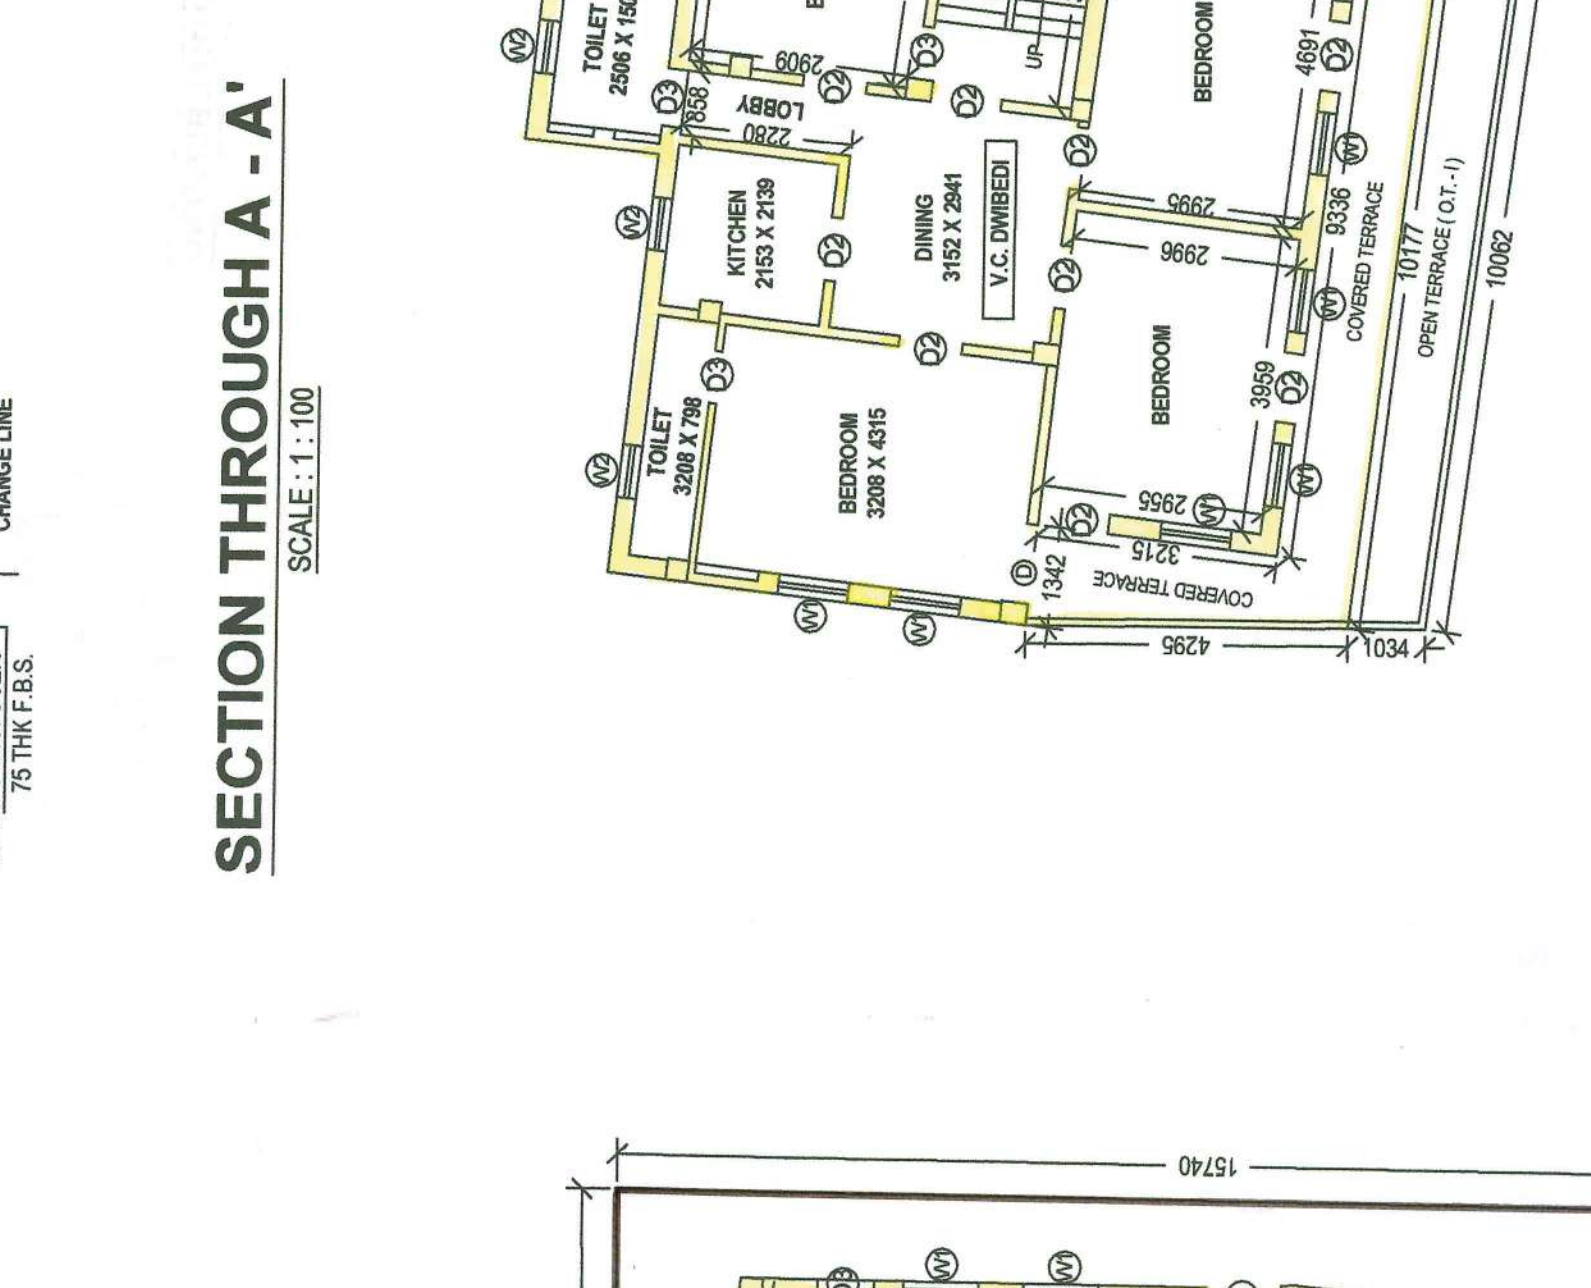 CHANGE LINE
75 THK F.B.S.
SECTION THROUGH A - A'
SCALE : 1 : 100
W2
TOILET
2506 X 150
D3
858
LOBBY
2280
2909
D2
D3
UP
D2
BEDROOM
4691
D2
W2
KITCHEN
2153 X 2139
D2
DINING
3152 X 2941
V.C. DWIBEDI
D2
2995
W1
9336
COVERED TERRACE
10177
OPEN TERRACE ( O.T. - I )
10062
2996
D2
W1
D2
W2
TOILET
3208 X 798
D3
BEDROOM
3208 X 4315
BEDROOM
3959
D2
W1
2955
W1
D2
3215
D
1342
COVERED TERRACE
W1
W1
4295
1034
15740
D3
W1
W1